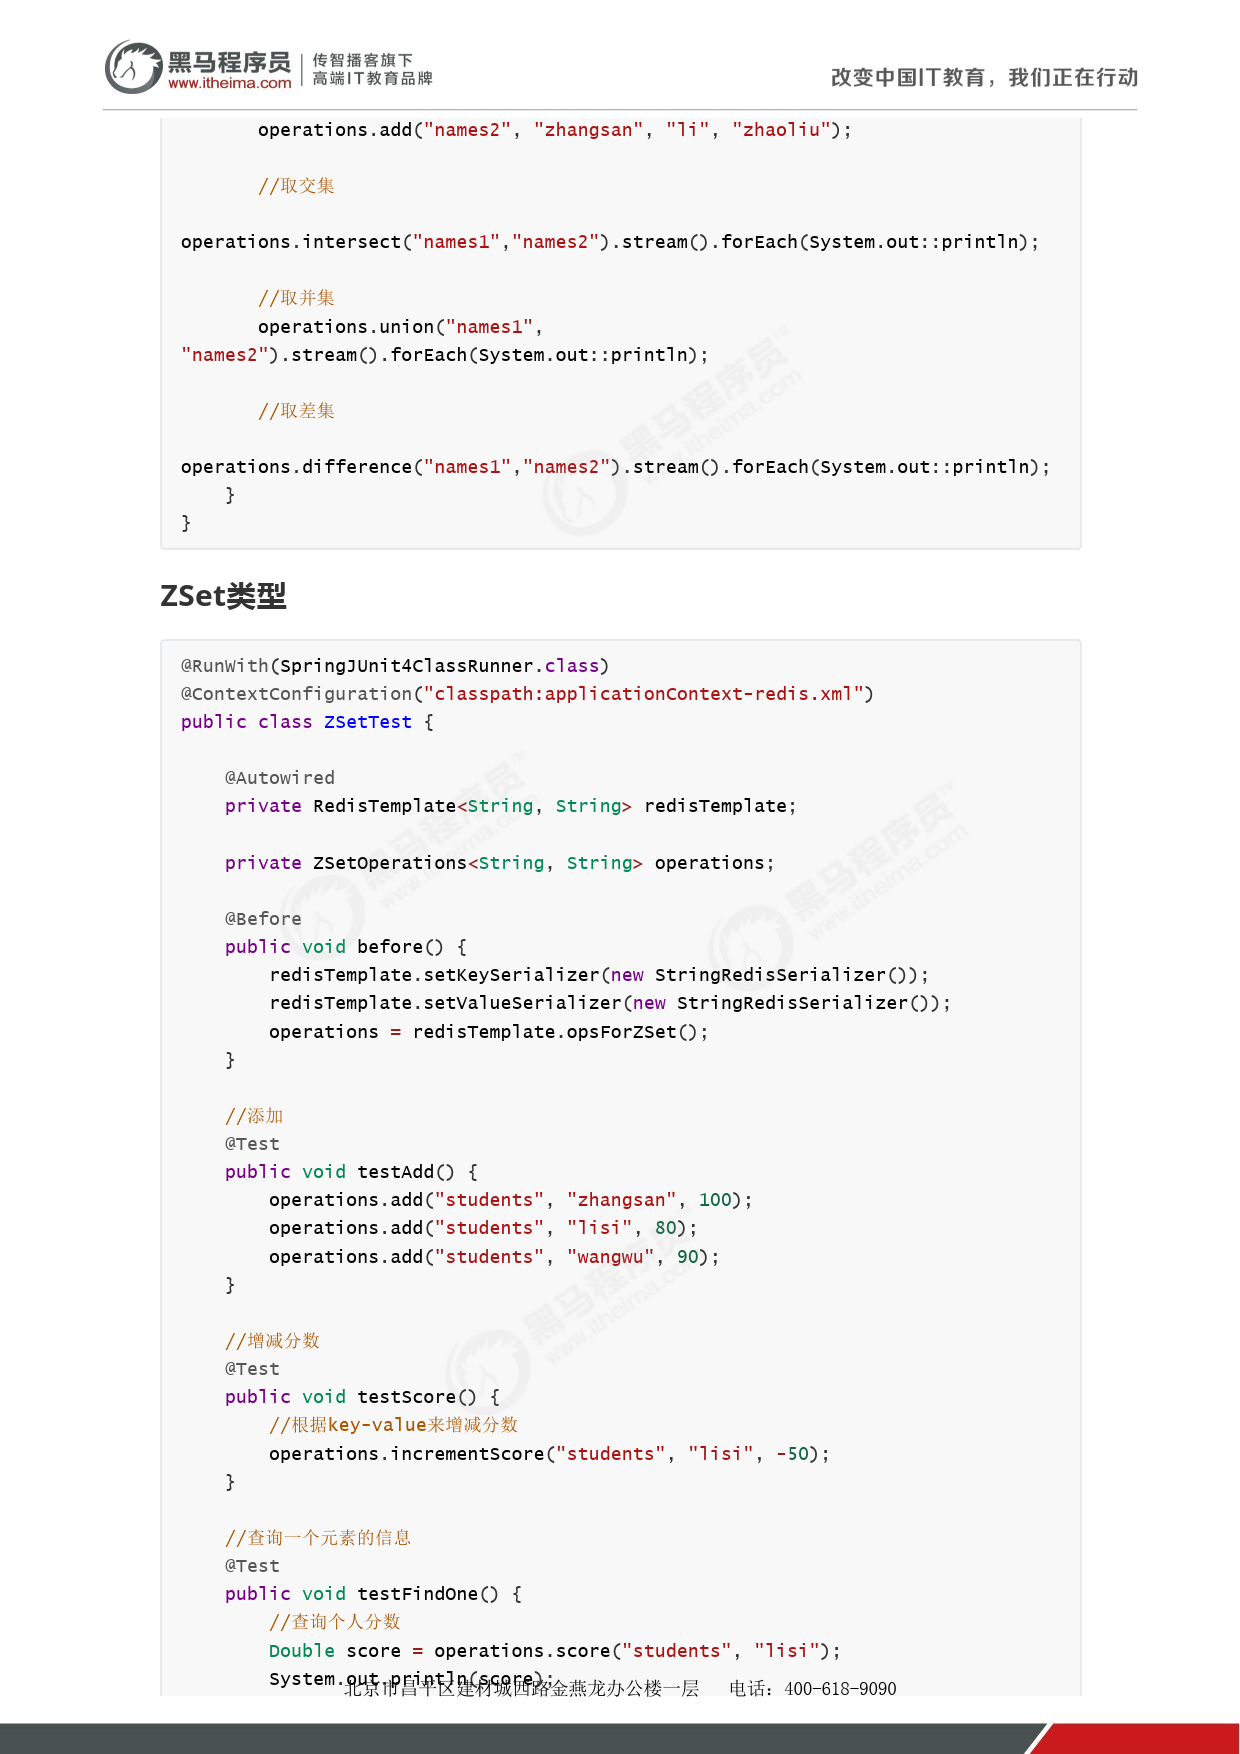 黑马程序员 传智播客旗下
www.itheima.com 高端IT教育品牌
改变中国IT教育，我们正在行动
operations.add("names2", "zhangsan", "li", "zhaoliu");
//取交集
operations.intersect("names1","names2").stream().forEach(System.out::println);
//取并集
operations.union("names1",
"names2").stream().forEach(System.out::println);
//取差集
operations.difference("names1","names2").stream().forEach(System.out::println);
}
}
ZSet类型
@RunWith(SpringJUnit4ClassRunner.class)
@ContextConfiguration("classpath:applicationContext-redis.xml")
public class ZSetTest {
@Autowired
private RedisTemplate<String, String> redisTemplate;
private ZSetOperations<String, String> operations;
@Before
public void before() {
redisTemplate.setKeySerializer(new StringRedisSerializer());
redisTemplate.setValueSerializer(new StringRedisSerializer());
operations = redisTemplate.opsForZSet();
}
//添加
@Test
public void testAdd() {
operations.add("students", "zhangsan", 100);
operations.add("students", "lisi", 80);
operations.add("students", "wangwu", 90);
}
//增减分数
@Test
public void testScore() {
//根据key-value来增减分数
operations.incrementScore("students", "lisi", -50);
}
//查询一个元素的信息
@Test
public void testFindOne() {
//查询个人分数
Double score = operations.score("students", "lisi");
System.out.println(score);
北京市昌平区建材城西路金燕龙办公楼一层 电话：400-618-9090